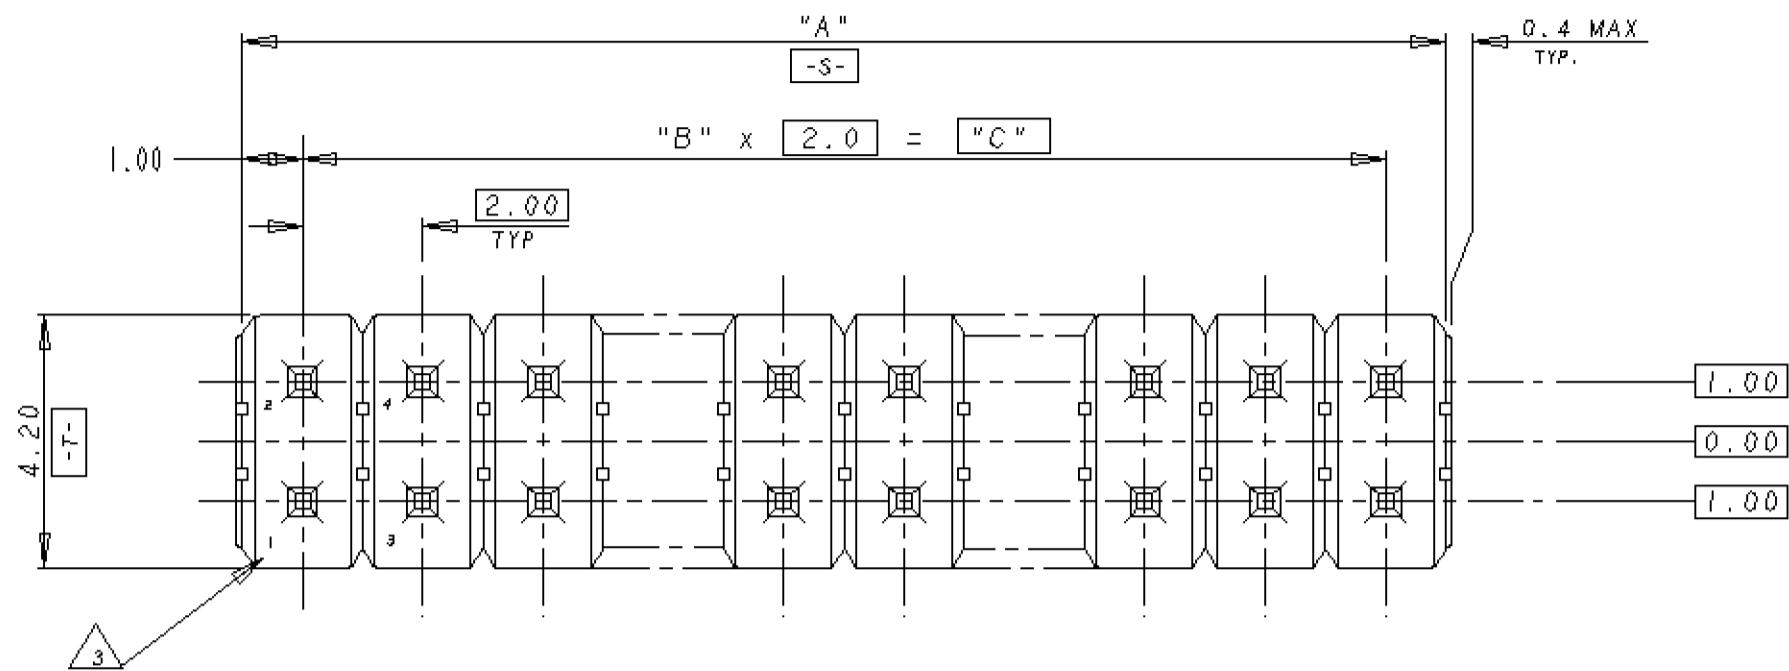 "A"
0.4 MAX
TYP.
-S-
"B" x 2.0 = "C"
1.00
2.00
TYP
4.20
-T-
2
4
1.00
0.00
1
3
1.00
3